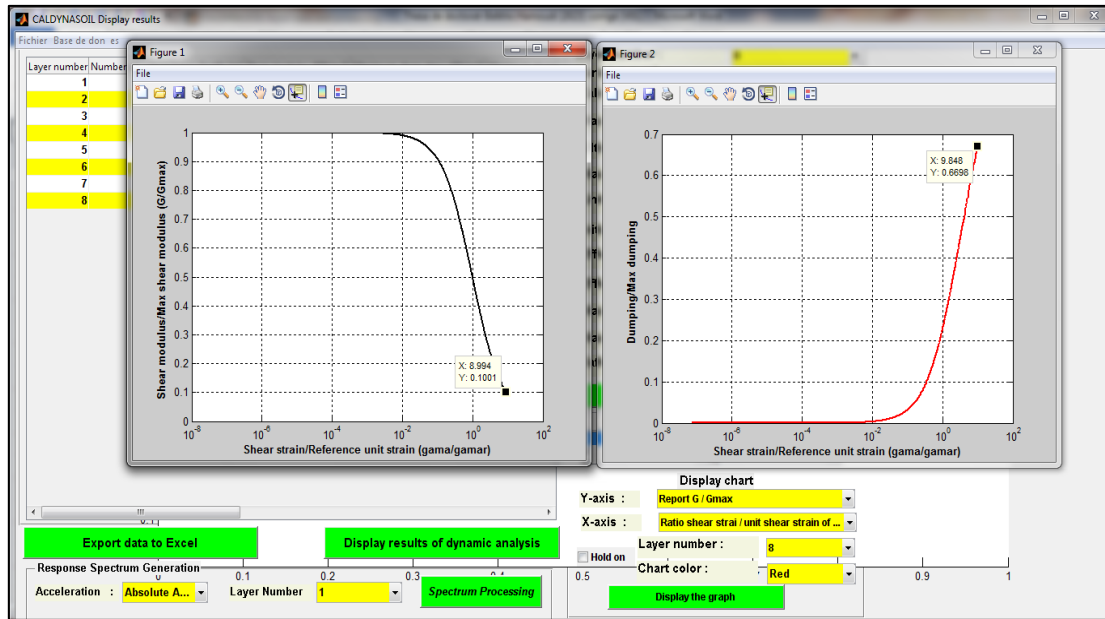 CALDYNASOIL Display results
Fichier Base de don es
Layer number Number
1
2
3
4
5
6
7
8
Figure 1
File
1
0.9
0.8
0.7
0.6
0.5
0.4
0.3
0.2
0.1
0
Shear modulus/Max shear modulus (G/Gmax)
X: 8.994
Y: 0.1001
10^-8
10^-6
10^-4
10^-2
10^0
10^2
Shear strain/Reference unit strain (gama/gamar)
Figure 2
File
0.7
0.6
0.5
0.4
0.3
0.2
0.1
0
Dumping/Max dumping
X: 9.848
Y: 0.6698
10^-8
10^-6
10^-4
10^-2
10^0
10^2
Shear strain/Reference unit strain (gama/gamar)
Display chart
Y-axis : Report G / Gmax
X-axis : Ratio shear strai / unit shear strain of ...
Hold on
Layer number : 8
Chart color : Red
Display the graph
Export data to Excel
Display results of dynamic analysis
0.1
0 0.1 0.2 0.3 0.4 0.5 0.9 1
Response Spectrum Generation
Acceleration : Absolute A...
Layer Number 1
Spectrum Processing